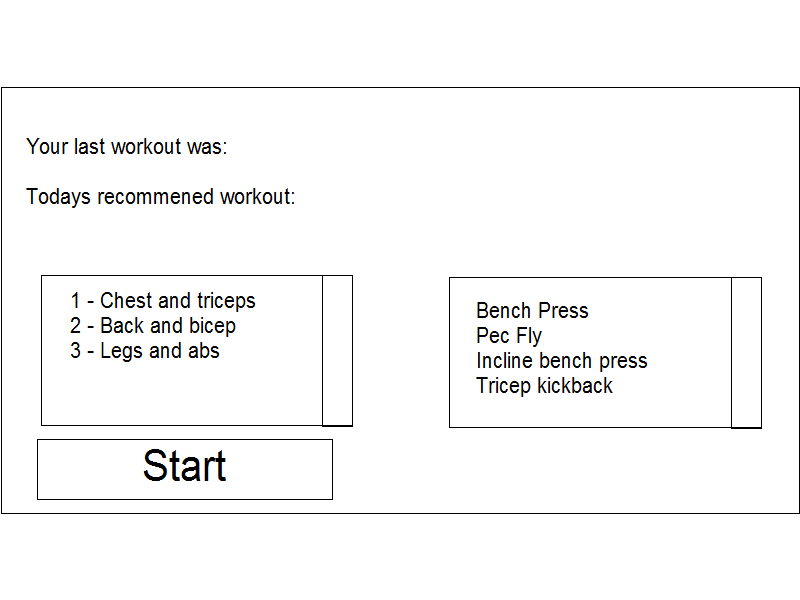 Your last workout was:
Todays recommened workout:
1 - Chest and triceps
2 - Back and bicep
3 - Legs and abs
Bench Press
Pec Fly
Incline bench press
Tricep kickback
Start